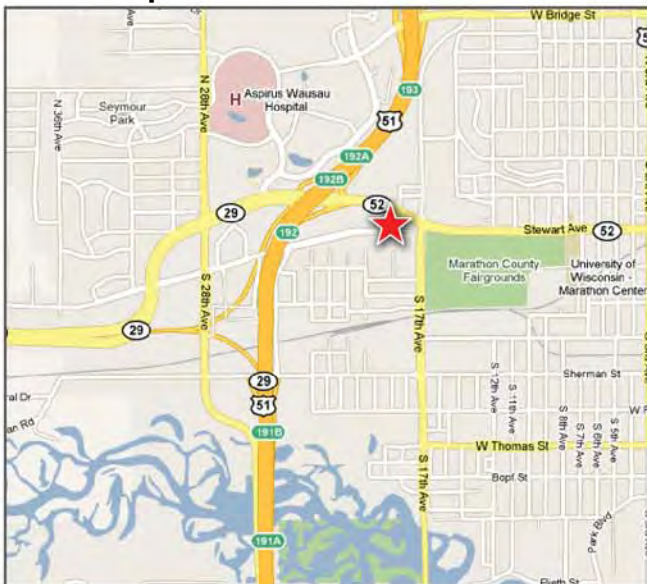 W Bridge St
51
N 28th Ave
Aspirus Wausau
Hospital
H
Seymour
Park
N 36th Ave
193
51
192A
192B
52
29
192
Stewart Ave
52
Marathon County
Fairgrounds
University of
Wisconsin -
Marathon Center
S 28th Ave
S 17th Ave
29
Sherman St
S 12th Ave
S 11th Ave
S 8th Ave
S 7th Ave
S 6th Ave
S 5th Ave
29
51
191B
W Thomas St
S 17th Ave
Bopf St
191A
Park Blvd